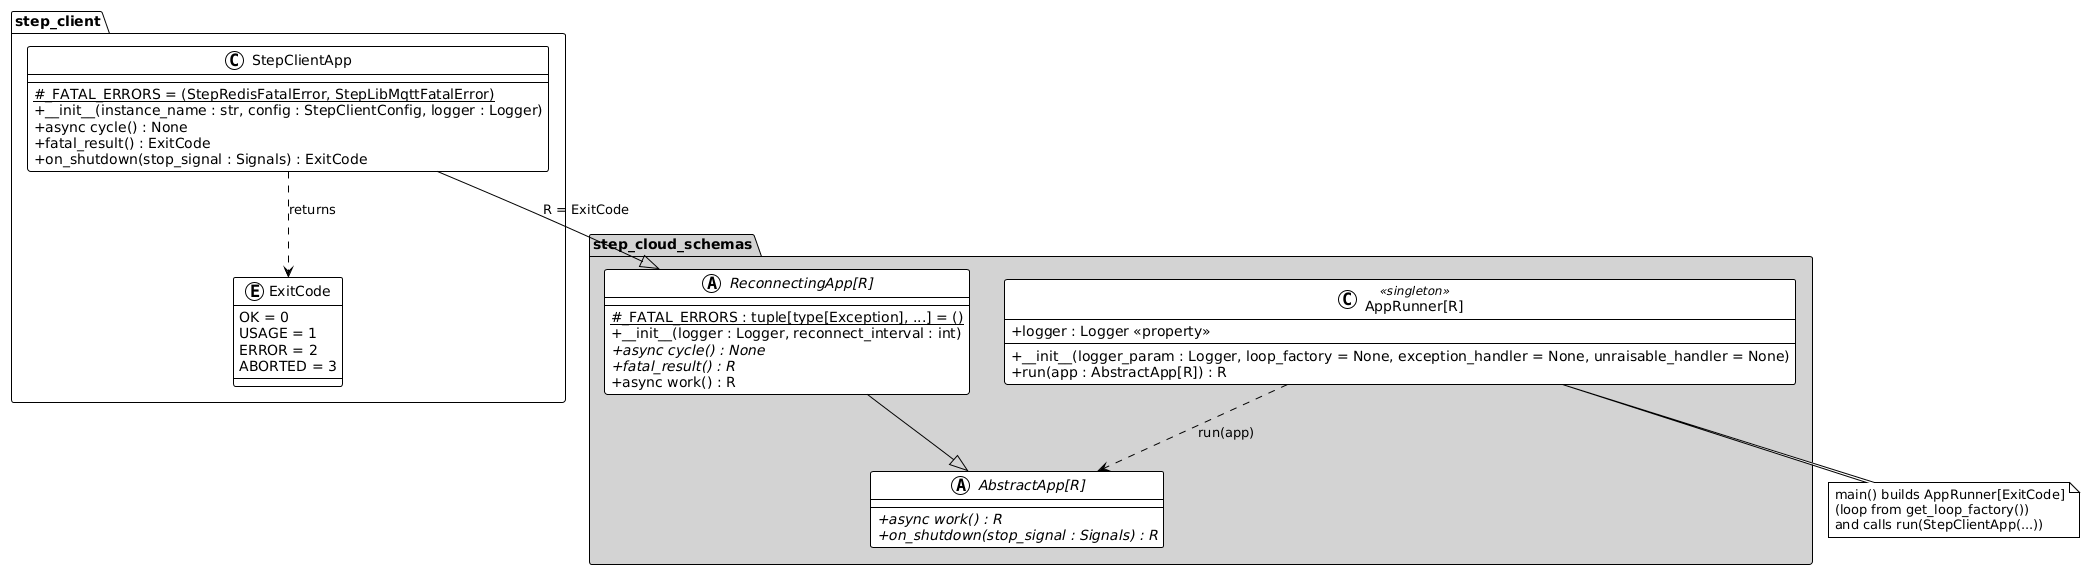 step_client
C StepClientApp
#_FATAL_ERRORS = (StepRedisFatalError, StepLibMqttFatalError)
+__init__(instance_name : str, config : StepClientConfig, logger : Logger)
+async cycle() : None
+fatal_result() : ExitCode
+on_shutdown(stop_signal : Signals) : ExitCode
returns
R = ExitCode
E ExitCode
OK = 0
USAGE = 1
ERROR = 2
ABORTED = 3
step_cloud_schemas
A ReconnectingApp[R]
#_FATAL_ERRORS : tuple[type[Exception], ...] = ()
+__init__(logger : Logger, reconnect_interval : int)
+async cycle() : None
+fatal_result() : R
+async work() : R
«singleton»
C AppRunner[R]
+logger : Logger «property»
+__init__(logger_param : Logger, loop_factory = None, exception_handler = None, unraisable_handler = None)
+run(app : AbstractApp[R]) : R
run(app)
A AbstractApp[R]
+async work() : R
+on_shutdown(stop_signal : Signals) : R
main() builds AppRunner[ExitCode]
(loop from get_loop_factory())
and calls run(StepClientApp(...))